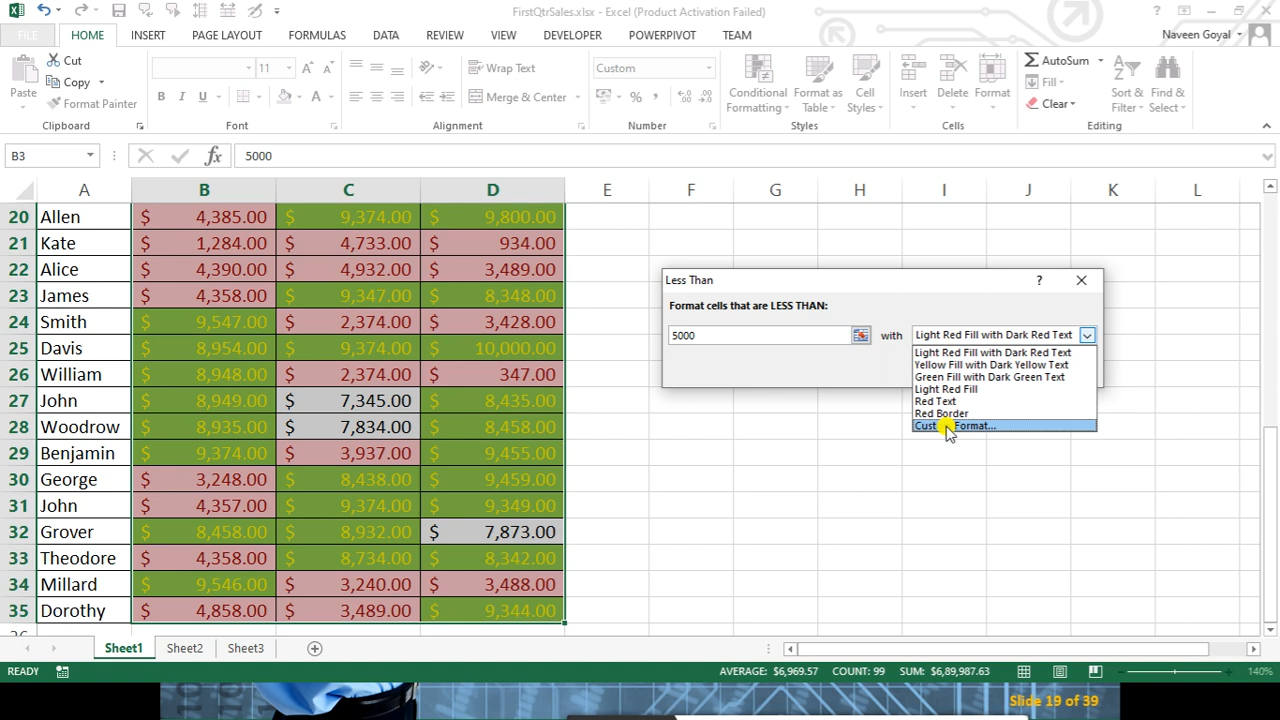 FirstQtrSales.xlsx - Excel (Product Activation Failed)
FILE HOME INSERT PAGE LAYOUT FORMULAS DATA REVIEW VIEW DEVELOPER POWERPIVOT TEAM Naveen Goyal
Paste Cut Copy Format Painter
Clipboard
11
B I U A
Font
Wrap Text
Merge & Center
Alignment
Custom
%
Number
Conditional Formatting Format as Table Cell Styles
Styles
Insert Delete Format
Cells
AutoSum Fill Clear Sort & Filter Find & Select
Editing
B3 fx 5000
A B C D E F G H I J K L
20 Allen $ 4,385.00 $ 9,374.00 $ 9,800.00
21 Kate $ 1,284.00 $ 4,733.00 $ 934.00
22 Alice $ 4,390.00 $ 4,932.00 $ 3,489.00
23 James $ 4,358.00 $ 9,347.00 $ 8,348.00
24 Smith $ 9,547.00 $ 2,374.00 $ 3,428.00
25 Davis $ 8,954.00 $ 9,374.00 $ 10,000.00
26 William $ 8,948.00 $ 2,374.00 $ 347.00
27 John $ 8,949.00 $ 7,345.00 $ 8,435.00
28 Woodrow $ 8,935.00 $ 7,834.00 $ 8,458.00
29 Benjamin $ 9,374.00 $ 3,937.00 $ 9,455.00
30 George $ 3,248.00 $ 8,438.00 $ 9,459.00
31 John $ 4,357.00 $ 9,374.00 $ 9,349.00
32 Grover $ 8,458.00 $ 8,932.00 $ 7,873.00
33 Theodore $ 4,358.00 $ 8,734.00 $ 8,342.00
34 Millard $ 9,546.00 $ 3,240.00 $ 3,488.00
35 Dorothy $ 4,858.00 $ 3,489.00 $ 9,344.00
Less Than ?
Format cells that are LESS THAN:
5000 with Light Red Fill with Dark Red Text
Light Red Fill with Dark Red Text
Yellow Fill with Dark Yellow Text
Green Fill with Dark Green Text
Light Red Fill
Red Text
Red Border
Format...
Sheet1 Sheet2 Sheet3
READY AVERAGE: $6,969.57 COUNT: 99 SUM: $6,89,987.63 140%
Slide 19 of 39